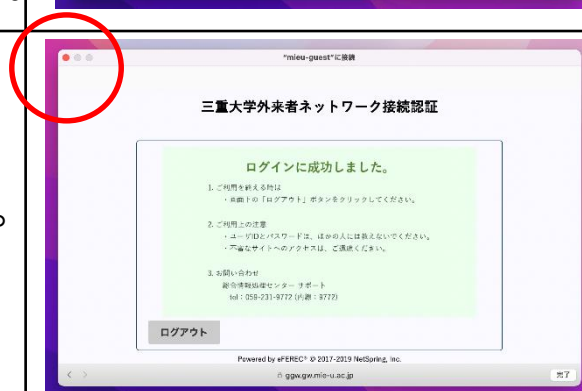 "mieu-guest"に接続
三重大学外来者ネットワーク接続認証
ログインに成功しました。
1. ご利用を終える時は
・画面下の「ログアウト」ボタンをクリックしてください。
2. ご利用上の注意
・ユーザIDとパスワードは、ほかの人には教えないでください。
・不審なサイトへのアクセスは、ご遠慮ください。
3. お問い合わせ
総合情報処理センター サポート
tel : 059-231-9772 (内線 : 9772)
ログアウト
Powered by eFEREC® © 2017-2019 NetSpring, Inc.
ggw.gw.mie-u.ac.jp
完了